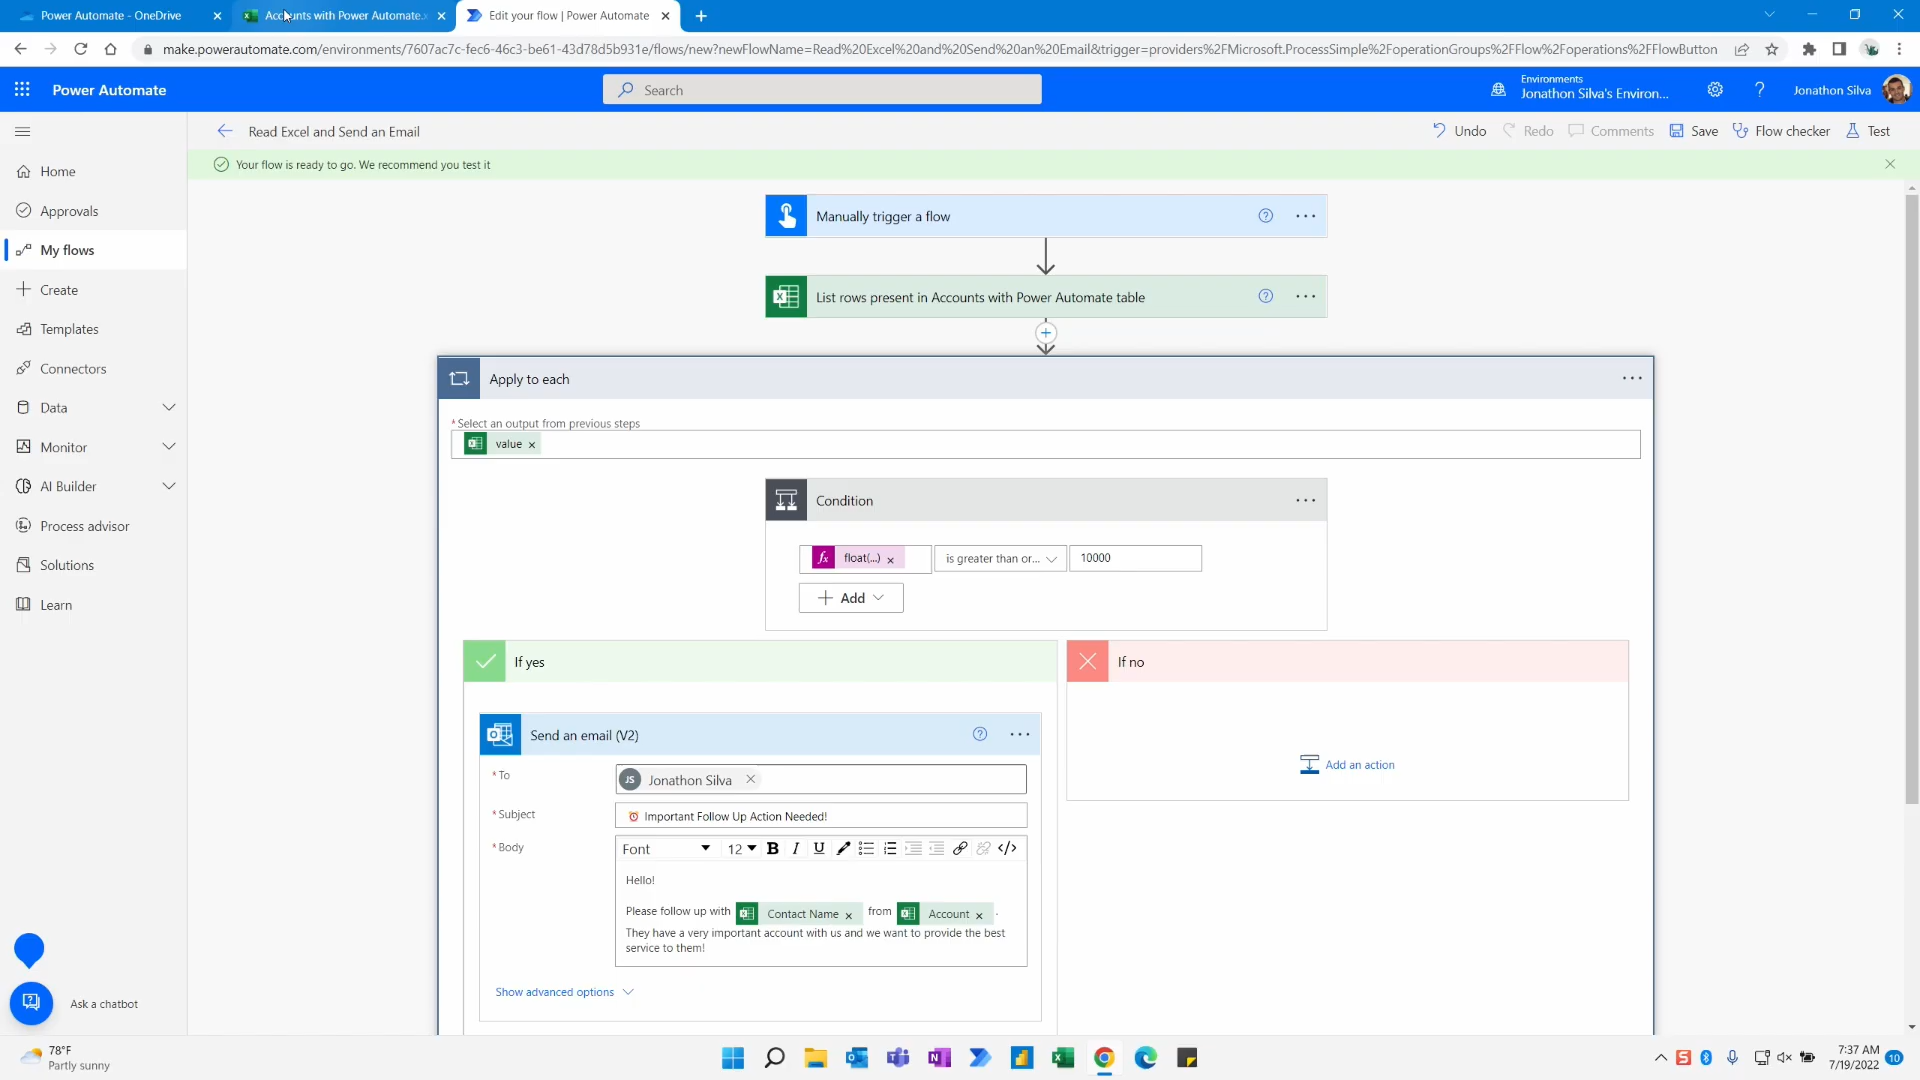 Power Automate - OneDrive
Accounts with Power Automate.x
Edit your flow | Power Automate
make.powerautomate.com/environments/7607ac7c-fec6-46c3-be61-43d78d5b931e/flows/new?newFlowName=Read%20Excel%20and%20Send%20an%20Email&trigger=providers%2FMicrosoft.ProcessSimple%2FoperationGroups%2FFlow%2Foperations%2FFlowButton
Power Automate
Search
Environments
Jonathon Silva's Environ...
Jonathon Silva
Read Excel and Send an Email
Undo
Redo
Comments
Save
Flow checker
Test
Your flow is ready to go. We recommend you test it
Home
Approvals
My flows
Create
Templates
Connectors
Data
Monitor
AI Builder
Process advisor
Solutions
Learn
Ask a chatbot
Manually trigger a flow
List rows present in Accounts with Power Automate table
Apply to each
* Select an output from previous steps
value
Condition
fx float(...)
is greater than or...
10000
Add
If yes
If no
Send an email (V2)
* To
JS Jonathon Silva
* Subject
Important Follow Up Action Needed!
* Body
Font
12
B I U
Hello!
Please follow up with Contact Name from Account .
They have a very important account with us and we want to provide the best
service to them!
Show advanced options
Add an action
78°F
Partly sunny
7:37 AM
7/19/2022
10